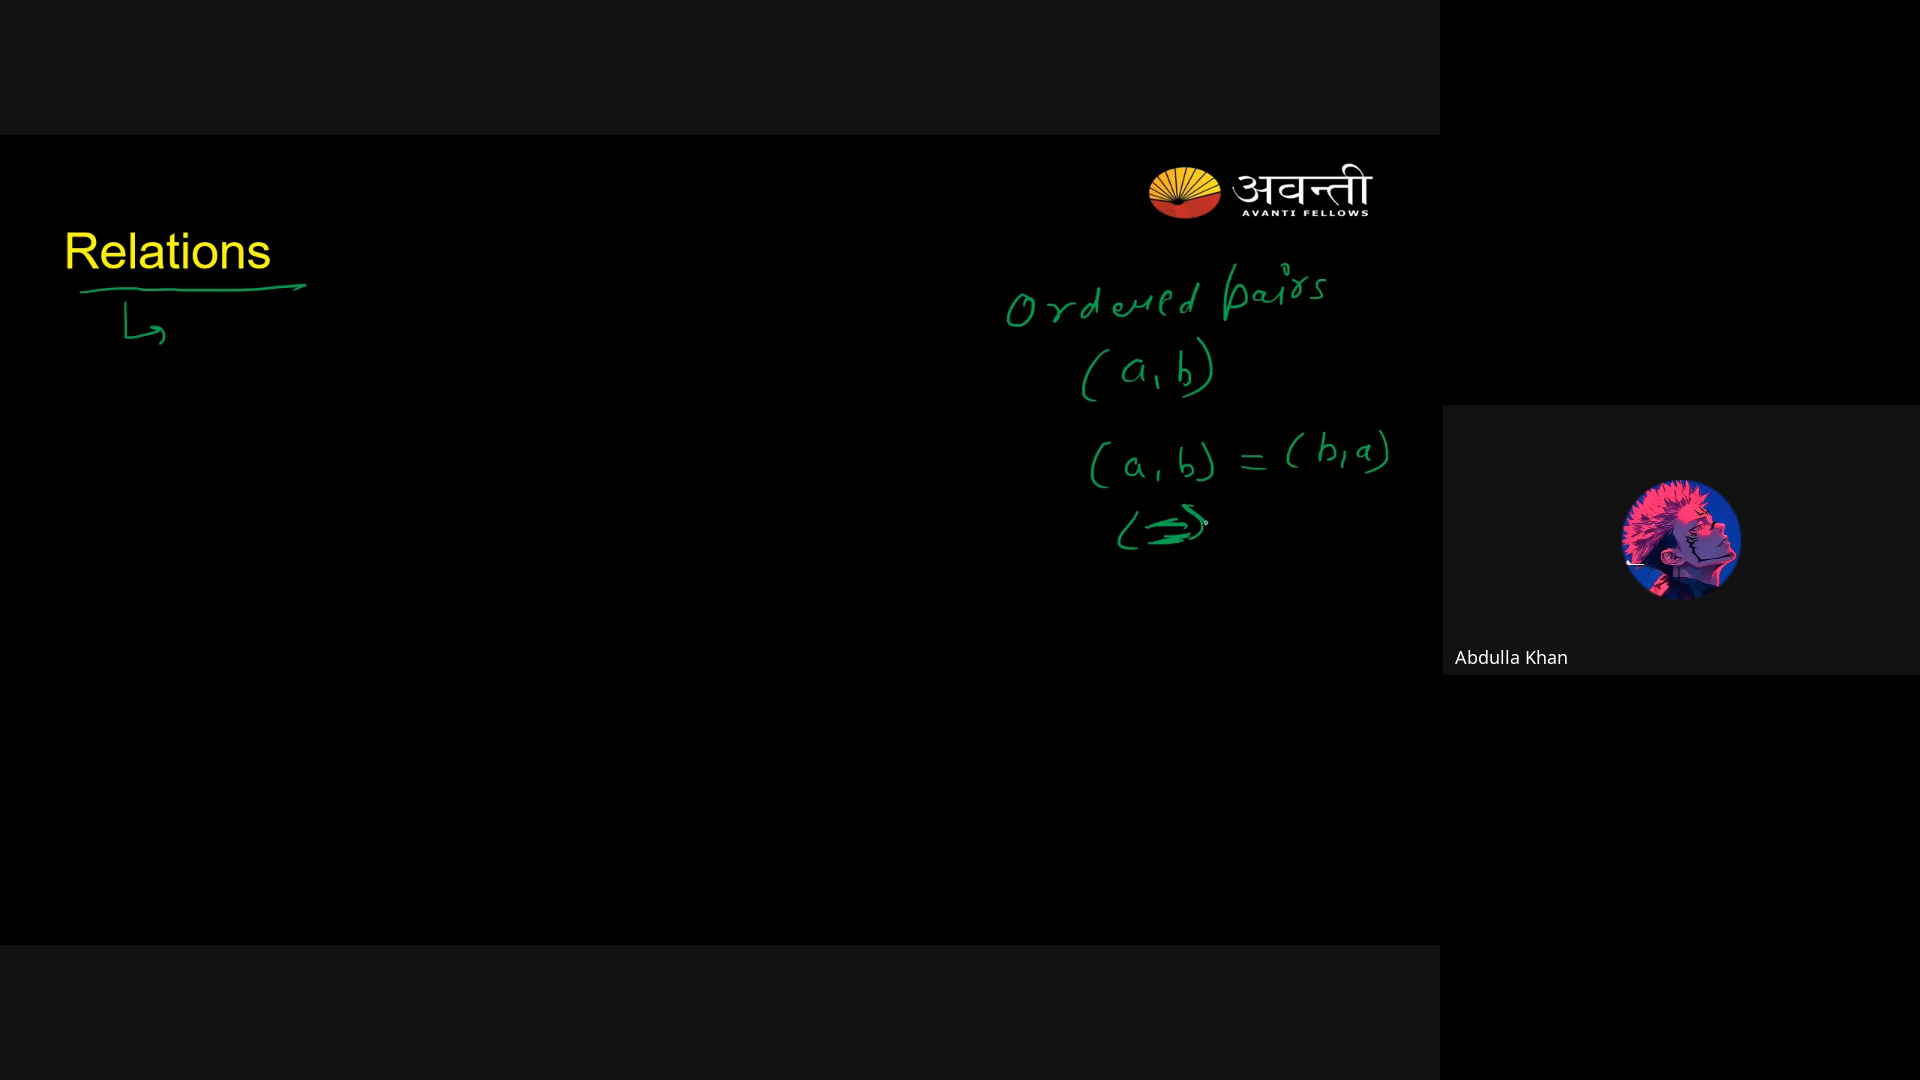 अवन्ती
AVANTI FELLOWS
Relations
Ordered pairs
(a, b)
(a, b) = (b, a)
Abdulla Khan